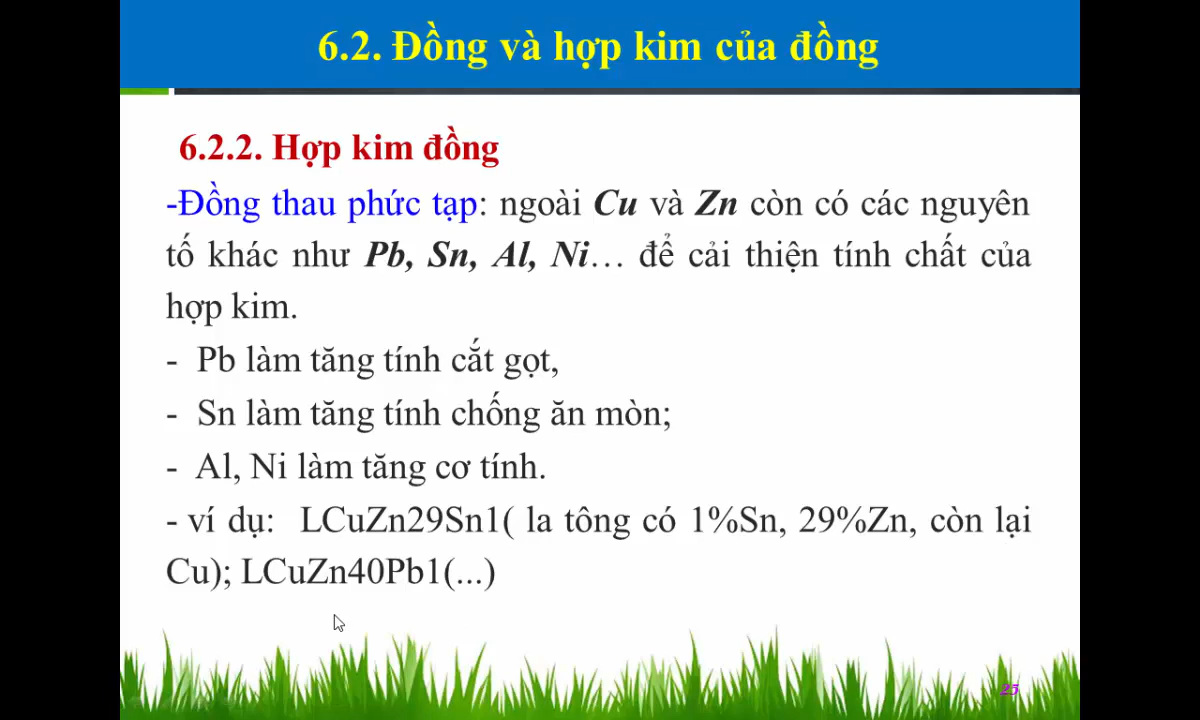 6.2. Đồng và hợp kim của đồng
6.2.2. Hợp kim đồng
-Đồng thau phức tạp: ngoài Cu và Zn còn có các nguyên
tố khác như Pb, Sn, Al, Ni… để cải thiện tính chất của
hợp kim.
- Pb làm tăng tính cắt gọt,
- Sn làm tăng tính chống ăn mòn;
- Al, Ni làm tăng cơ tính.
- ví dụ: LCuZn29Sn1( la tông có 1%Sn, 29%Zn, còn lại
Cu); LCuZn40Pb1(...)
25